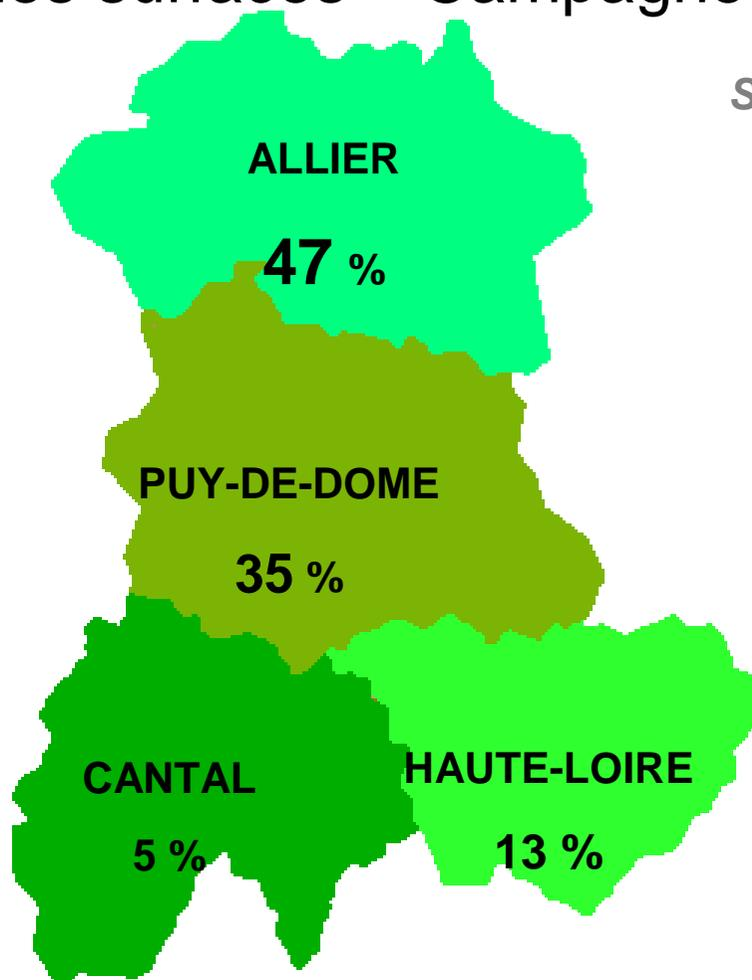 ALLIER
47 %
PUY-DE-DOME
35 %
CANTAL
HAUTE-LOIRE
5 %
13 %